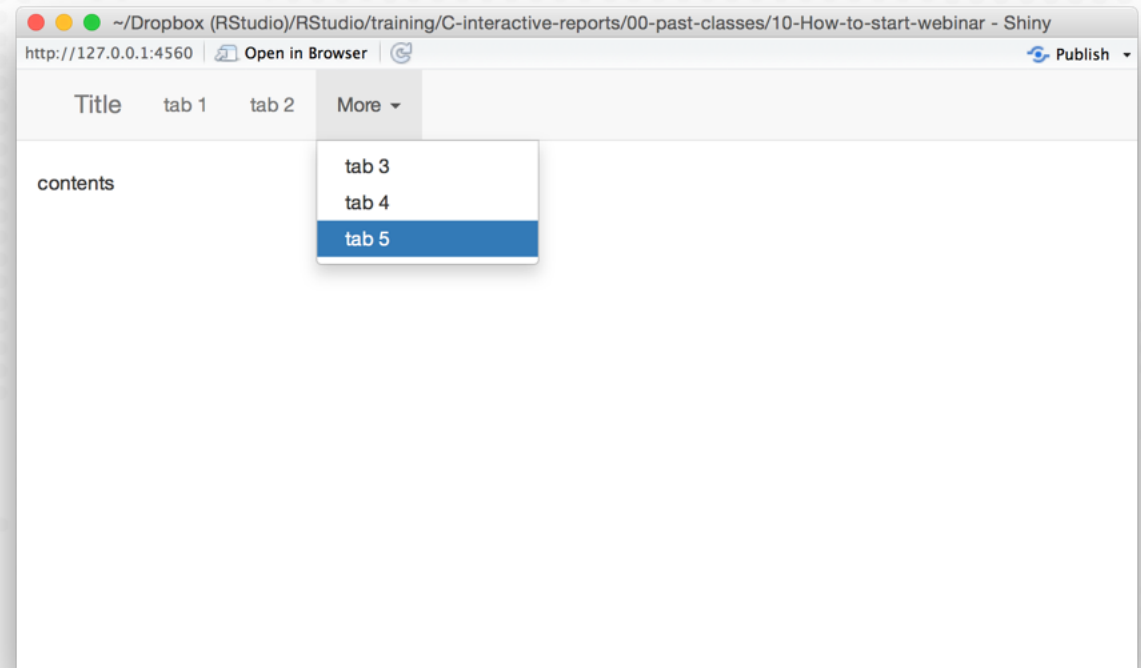 ~/Dropbox (RStudio)/RStudio/training/C-interactive-reports/00-past-classes/10-How-to-start-webinar - Shiny
http://127.0.0.1:4560 Open in Browser Publish
Title tab 1 tab 2 More
tab 3
contents
tab 4
tab 5